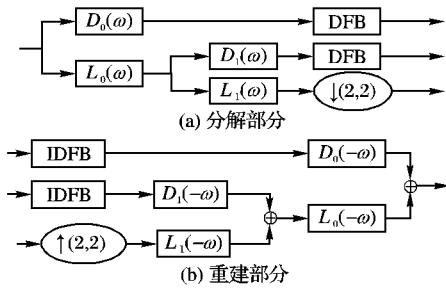 D₀(ω) DFB
L₀(ω) D₁(ω) DFB
L₁(ω) ↓(2,2)
(a) 分解部分
IDFB D₀(−ω)
IDFB D₁(−ω)
L₀(−ω)
↑(2,2) L₁(−ω)
(b) 重建部分